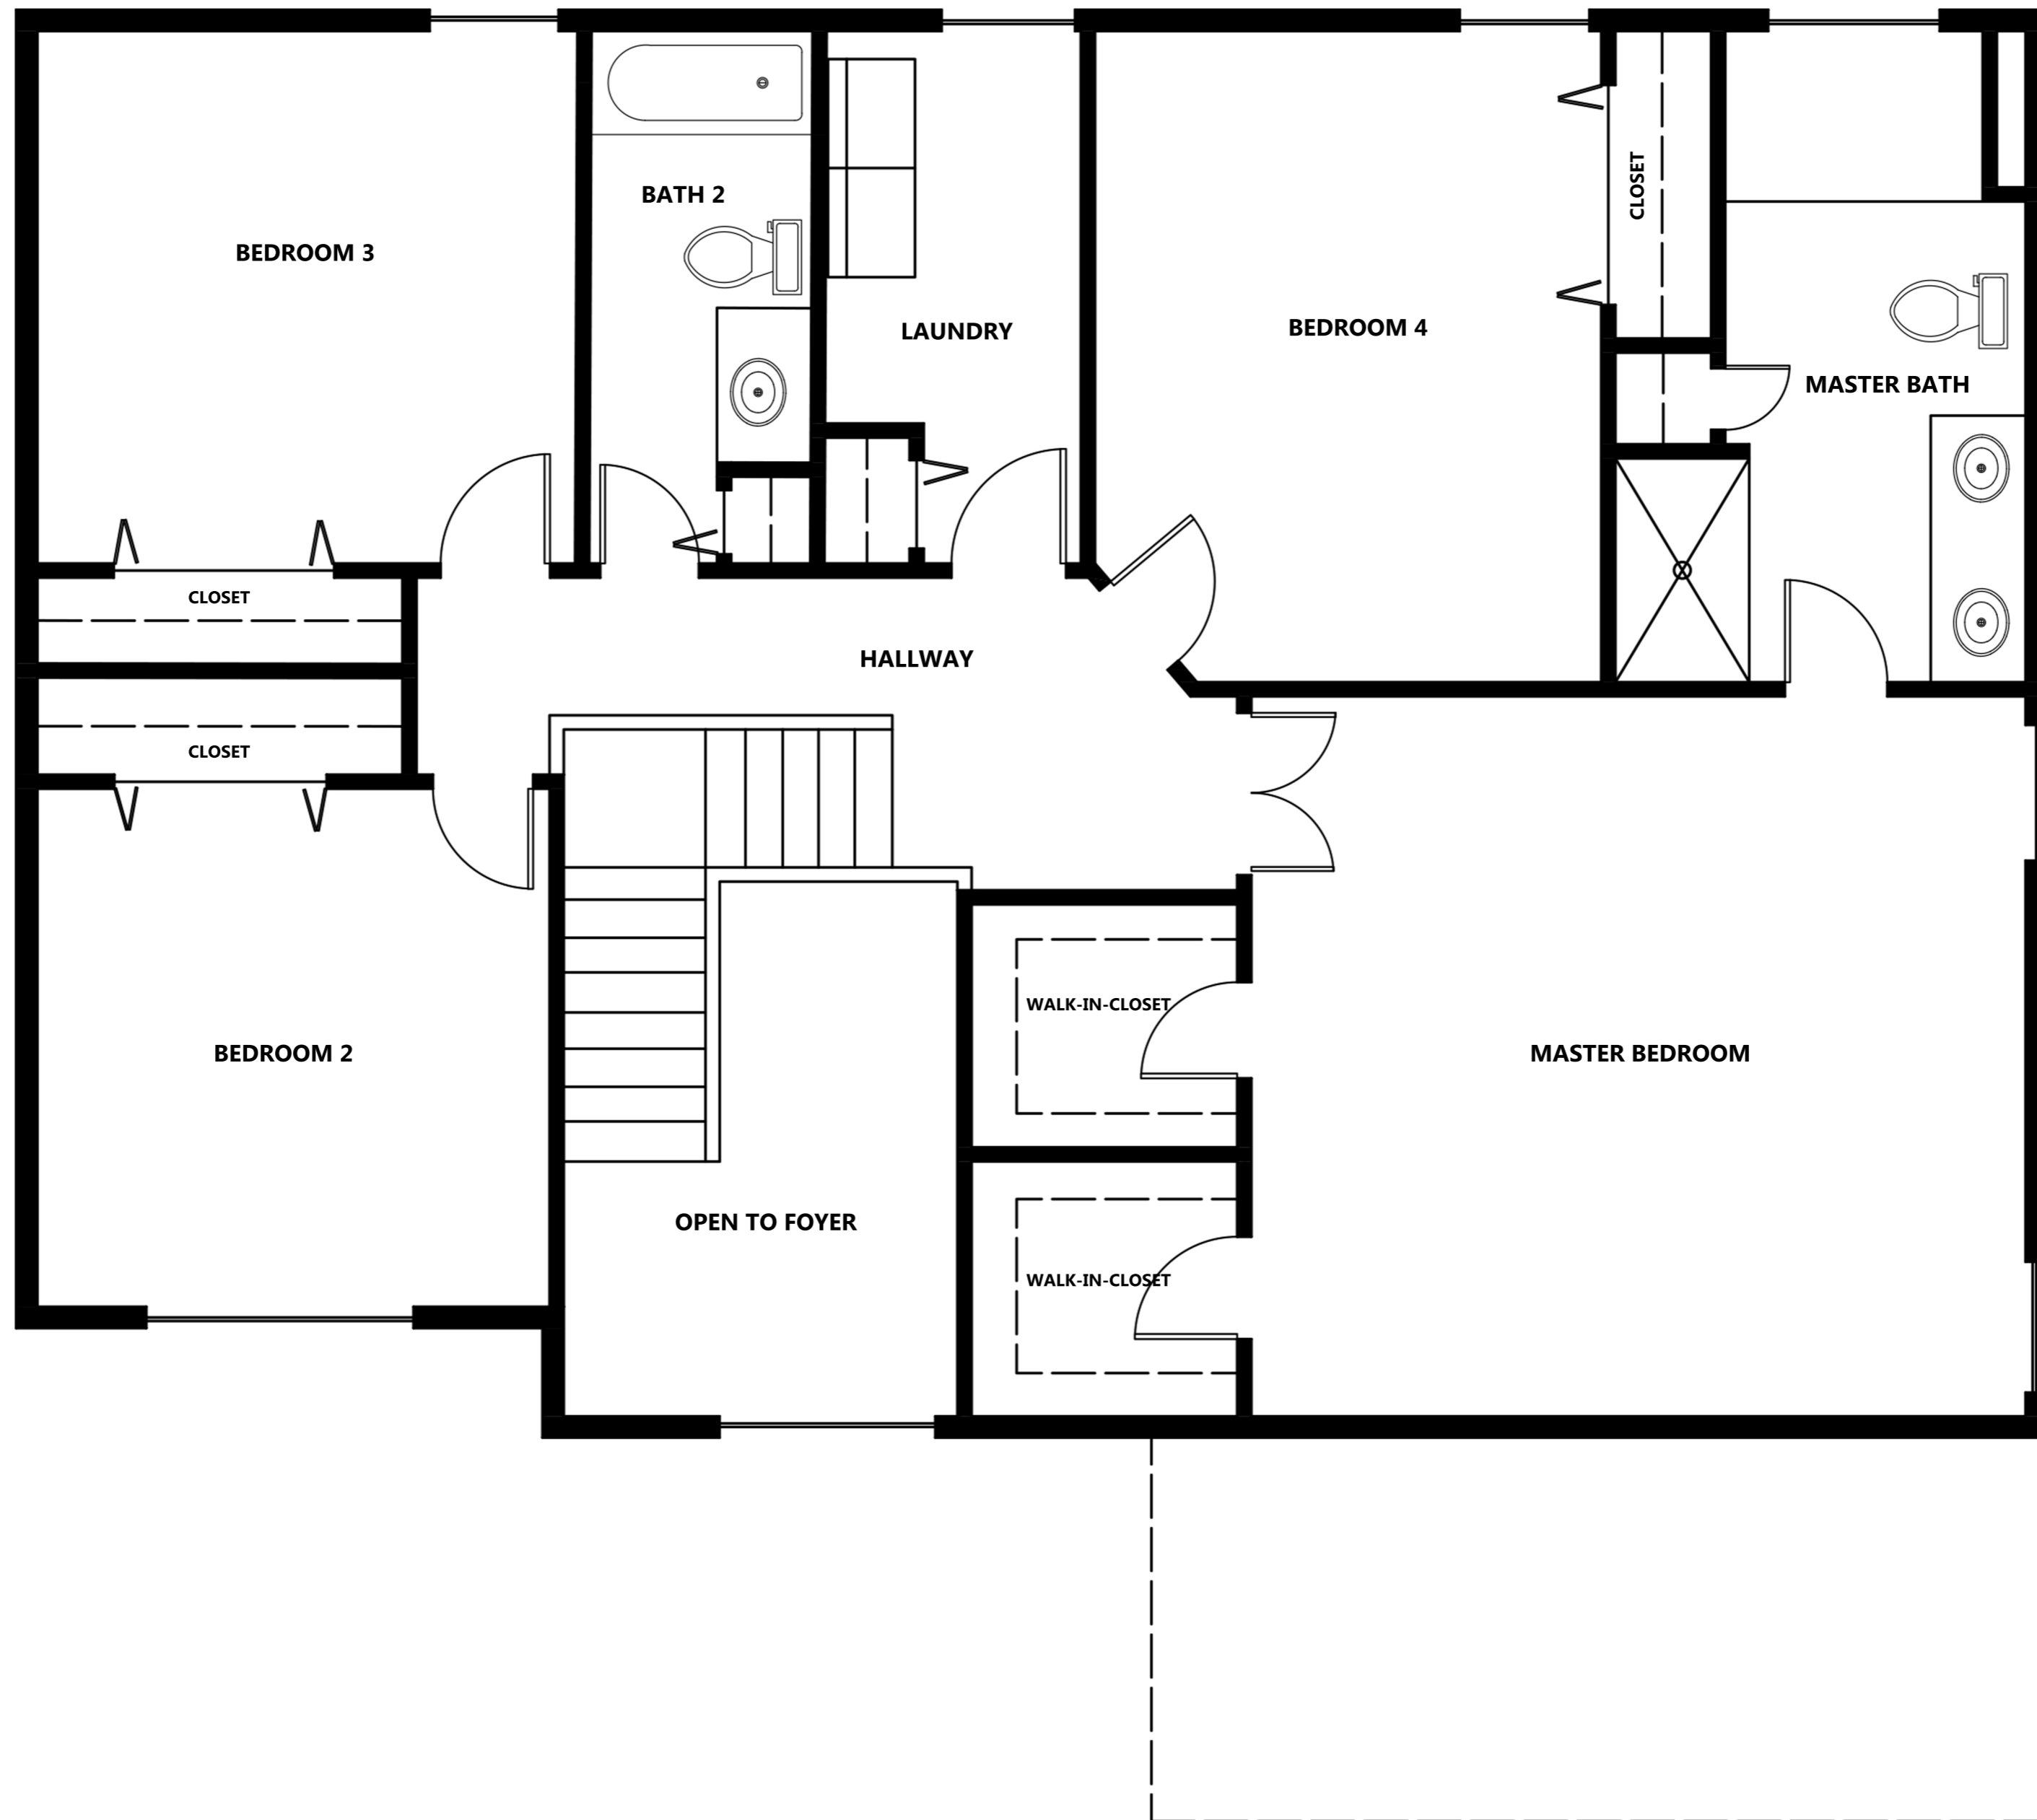 BATH 2
CLOSET
BEDROOM 3
LAUNDRY
BEDROOM 4
MASTER BATH
CLOSET
HALLWAY
CLOSET
WALK-IN-CLOSET
BEDROOM 2
MASTER BEDROOM
OPEN TO FOYER
WALK-IN-CLOSET